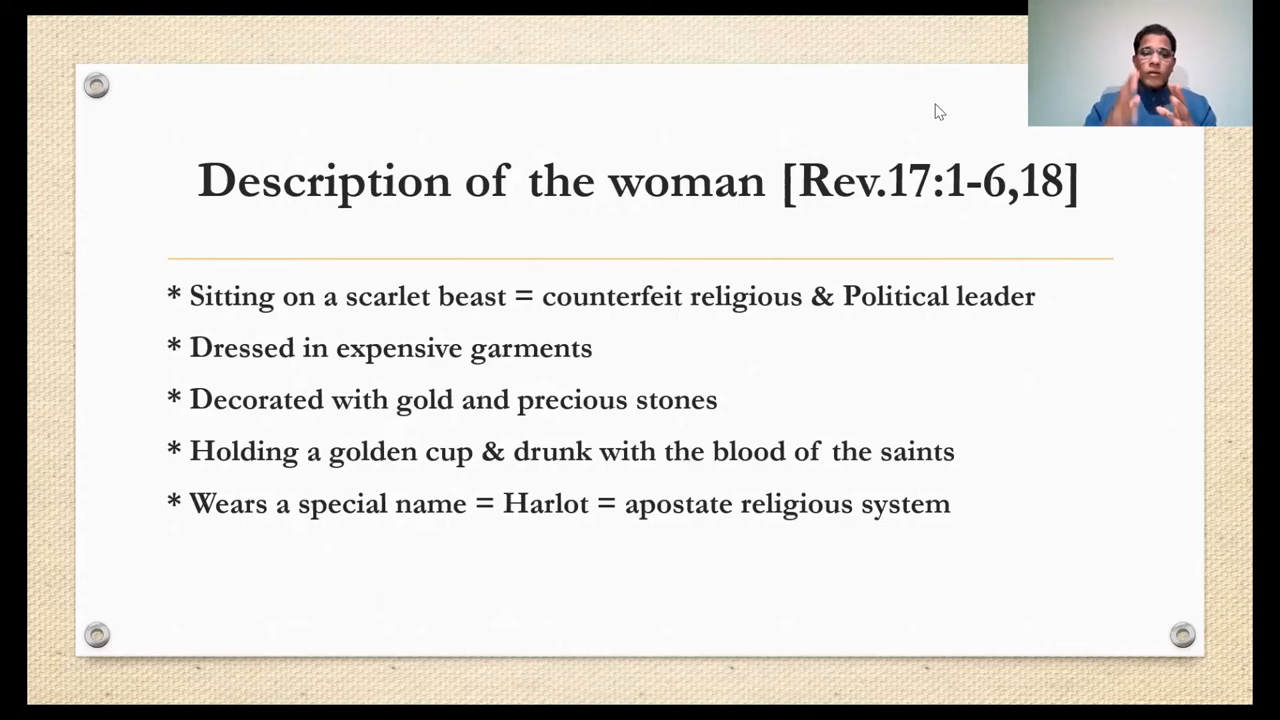 Description of the woman [Rev.17:1-6,18]
* Sitting on a scarlet beast = counterfeit religious & Political leader
* Dressed in expensive garments
* Decorated with gold and precious stones
* Holding a golden cup & drunk with the blood of the saints
* Wears a special name = Harlot = apostate religious system